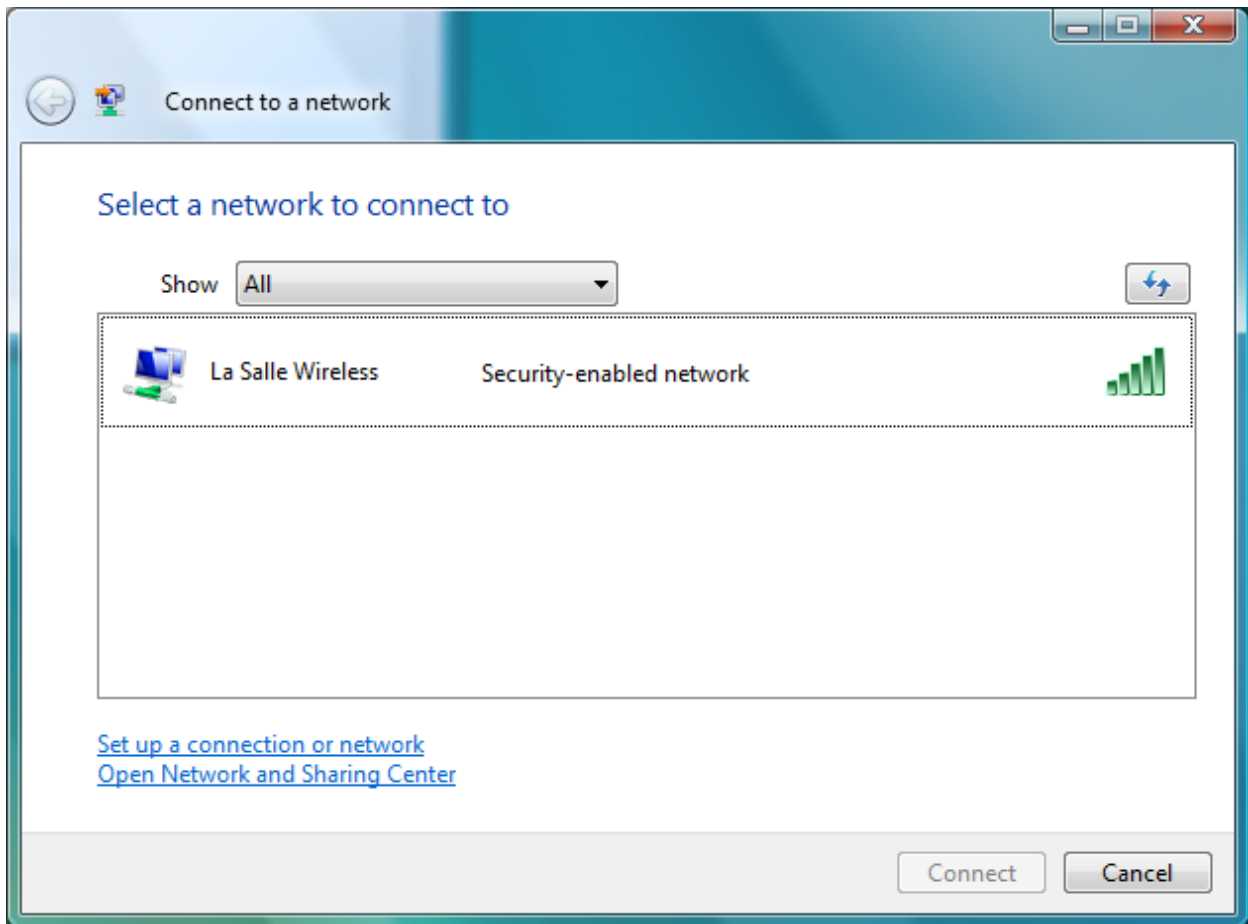 Connect to a network
Select a network to connect to
Show All
La Salle Wireless Security-enabled network
Set up a connection or network
Open Network and Sharing Center
Connect Cancel